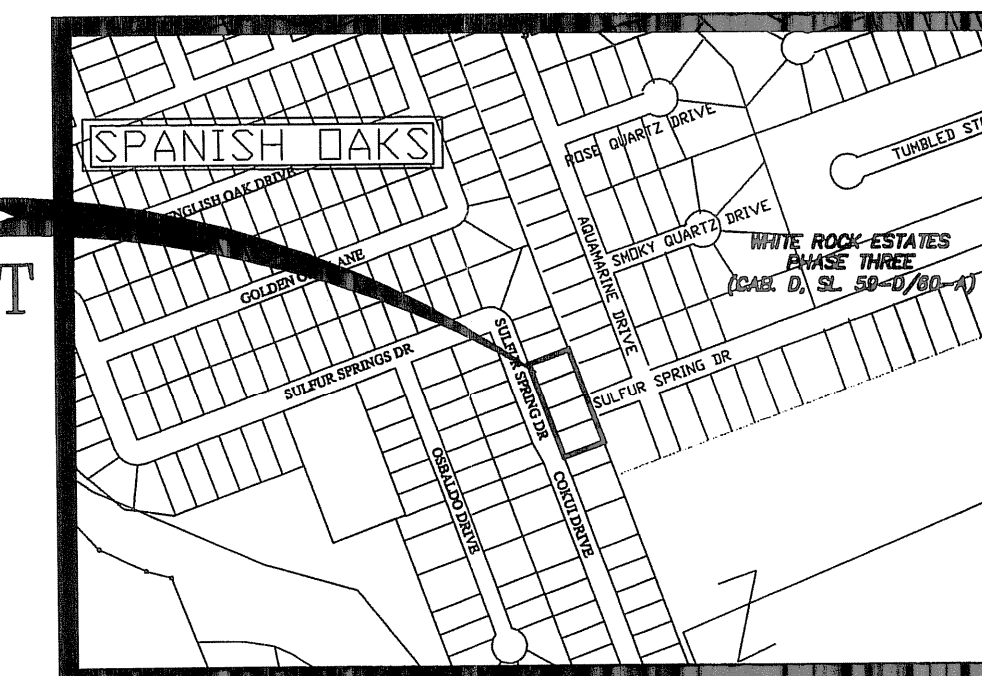 SPANISH OAKS
ENGLISH OAK DRIVE
GOLDEN LANE
SULFUR SPRINGS DR
SULFUR SPRING DR
OSBALDO DRIVE
COKUI DRIVE
ROSE QUARTZ DRIVE
AQUAMARINE DRIVE
SMOKY QUARTZ DRIVE
TUMBLED
WHITE ROCK ESTATES
PHASE THREE
(CAB. D, SL. 59-D/60-A)
SULFUR SPRING DR
T